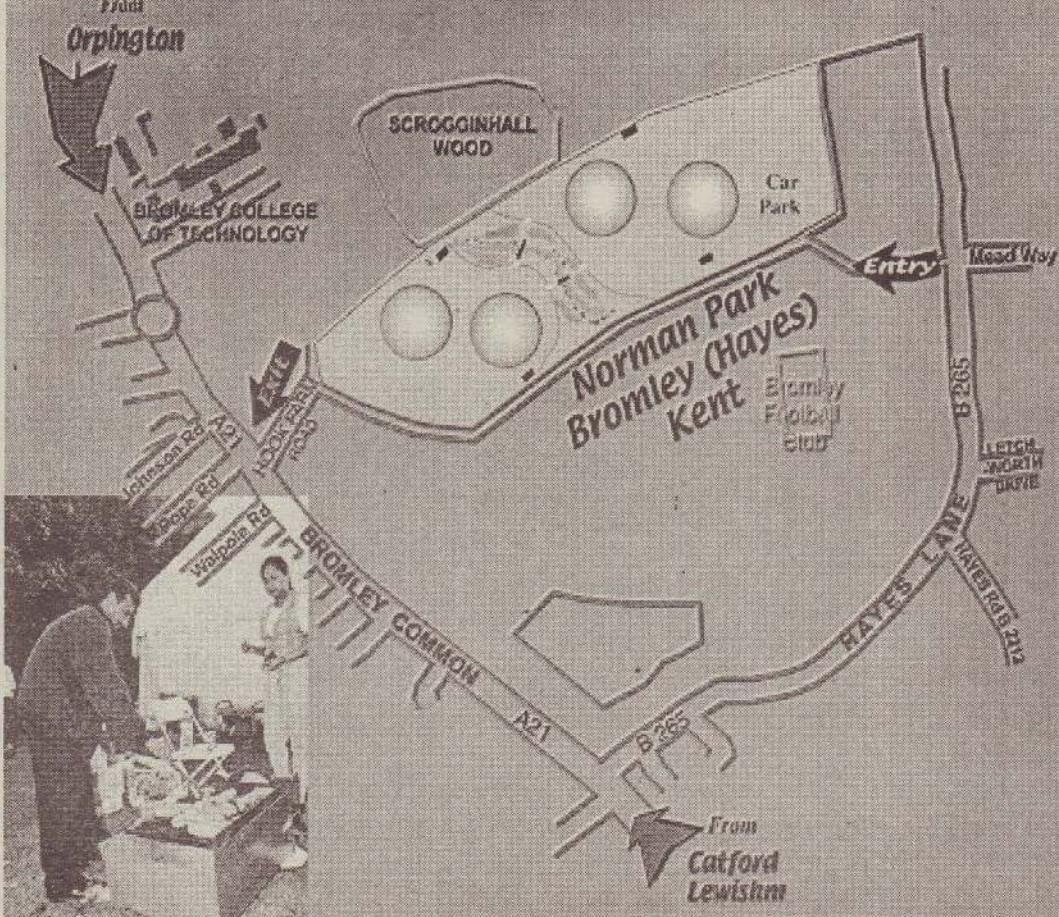 From
Orpington
SCROGGINHALL
WOOD
BROMLEY COLLEGE
OF TECHNOLOGY
Car
Park
Entry
Mead Way
Norman Park
Bromley (Hayes)
Kent
Bromley
Football
Club
EXIT
HOOK FARM
ROAD
A21
Johnson Rd
Pope Rd
Walpole Rd
B 265
LETCH
-WORTH
DRIVE
BROMLEY COMMON
HAYES LANE
HAYES Rd B 2212
A21
B 265
From
Catford
Lewishm